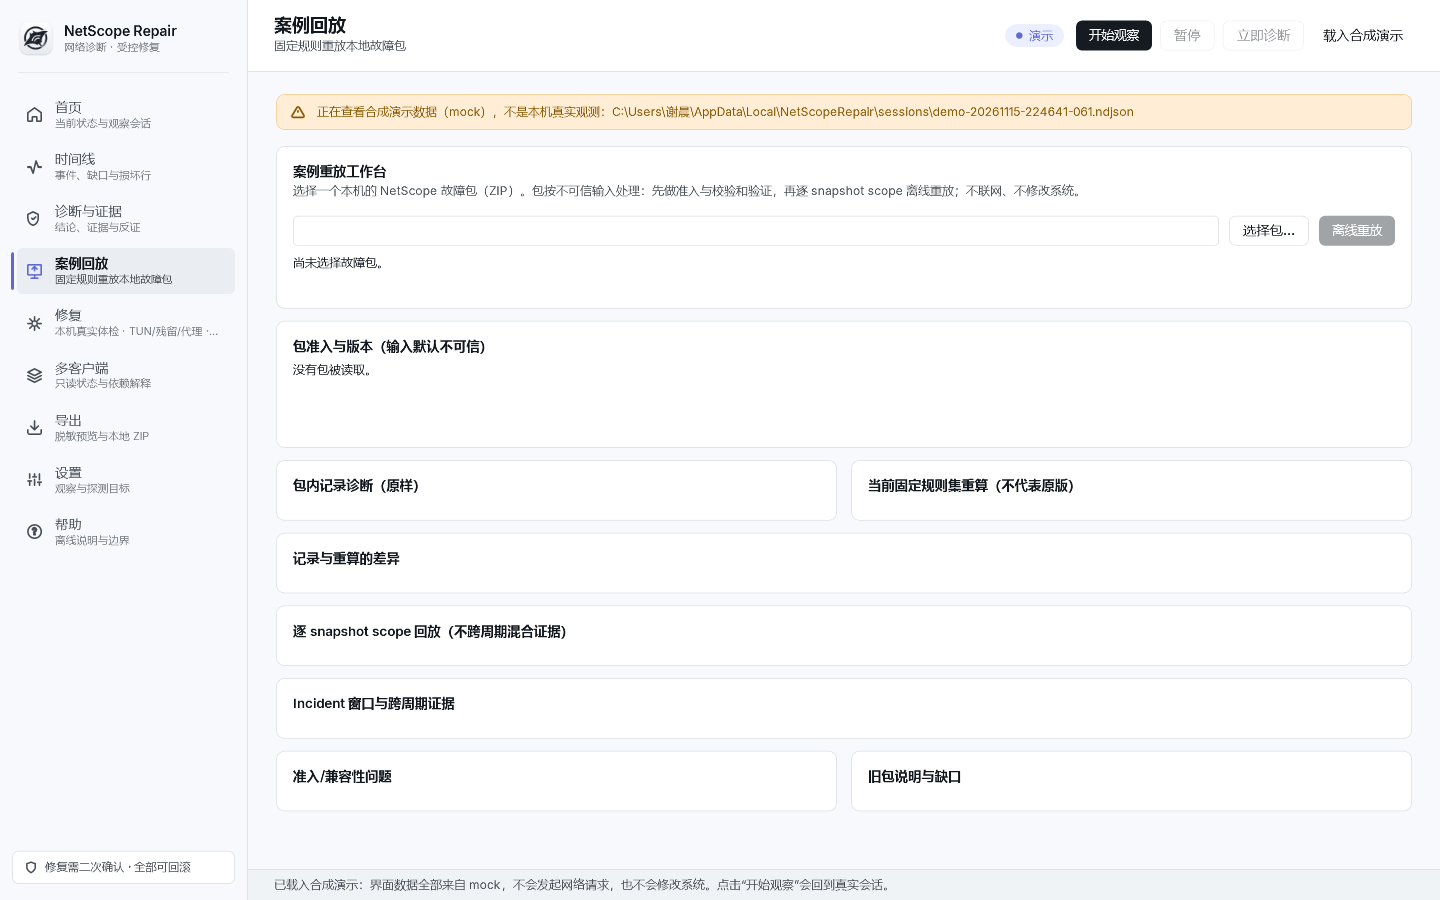 NetScope Repair
网络诊断 · 受控修复
首页
当前状态与观察会话
时间线
事件、缺口与损坏行
诊断与证据
结论、证据与反证
案例回放
固定规则重放本地故障包
修复
本机真实体检 · TUN/残留/代理 ·...
多客户端
只读状态与依赖解释
导出
脱敏预览与本地 ZIP
设置
观察与探测目标
帮助
离线说明与边界
修复需二次确认 · 全部可回滚
案例回放
固定规则重放本地故障包
演示
开始观察
暂停
立即诊断
载入合成演示
正在查看合成演示数据（mock），不是本机真实观测：C:\Users\谢晨\AppData\Local\NetScopeRepair\sessions\demo-20261115-224641-061.ndjson
案例重放工作台
选择一个本机的 NetScope 故障包（ZIP）。包按不可信输入处理：先做准入与校验和验证，再逐 snapshot scope 离线重放；不联网、不修改系统。
选择包...
离线重放
尚未选择故障包。
包准入与版本（输入默认不可信）
没有包被读取。
包内记录诊断（原样）
当前固定规则集重算（不代表原版）
记录与重算的差异
逐 snapshot scope 回放（不跨周期混合证据）
Incident 窗口与跨周期证据
准入/兼容性问题
旧包说明与缺口
已载入合成演示：界面数据全部来自 mock，不会发起网络请求，也不会修改系统。点击“开始观察”会回到真实会话。